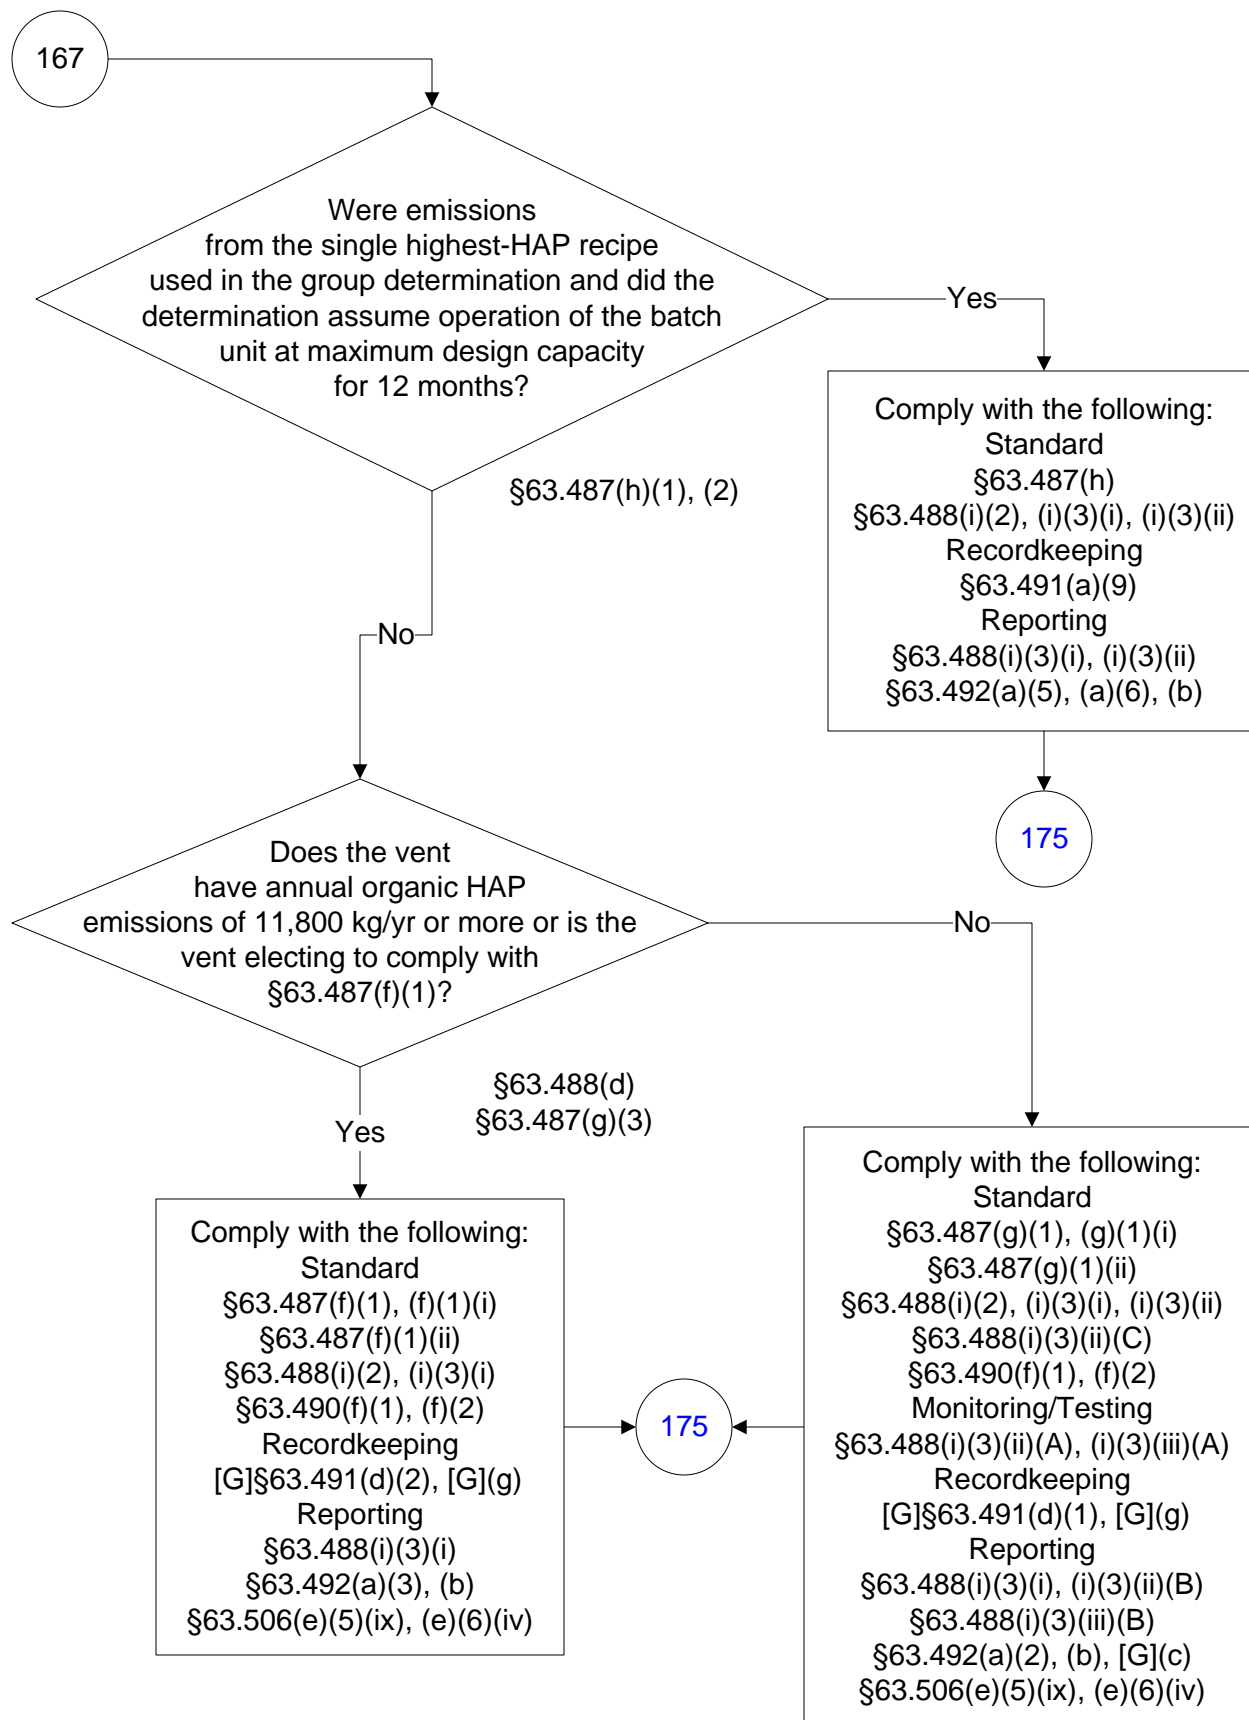 167
Were emissions
from the single highest-HAP recipe
used in the group determination and did the
determination assume operation of the batch
unit at maximum design capacity
for 12 months?
Yes
§63.487(h)(1), (2)
Comply with the following:
Standard
§63.487(h)
§63.488(i)(2), (i)(3)(i), (i)(3)(ii)
Recordkeeping
§63.491(a)(9)
Reporting
§63.488(i)(3)(i), (i)(3)(ii)
§63.492(a)(5), (a)(6), (b)
175
No
Does the vent
have annual organic HAP
emissions of 11,800 kg/yr or more or is the
vent electing to comply with
§63.487(f)(1)?
No
§63.488(d)
§63.487(g)(3)
Yes
Comply with the following:
Standard
§63.487(f)(1), (f)(1)(i)
§63.487(f)(1)(ii)
§63.488(i)(2), (i)(3)(i)
§63.490(f)(1), (f)(2)
Recordkeeping
[G]§63.491(d)(2), [G](g)
Reporting
§63.488(i)(3)(i)
§63.492(a)(3), (b)
§63.506(e)(5)(ix), (e)(6)(iv)
175
Comply with the following:
Standard
§63.487(g)(1), (g)(1)(i)
§63.487(g)(1)(ii)
§63.488(i)(2), (i)(3)(i), (i)(3)(ii)
§63.488(i)(3)(ii)(C)
§63.490(f)(1), (f)(2)
Monitoring/Testing
§63.488(i)(3)(ii)(A), (i)(3)(iii)(A)
Recordkeeping
[G]§63.491(d)(1), [G](g)
Reporting
§63.488(i)(3)(i), (i)(3)(ii)(B)
§63.488(i)(3)(iii)(B)
§63.492(a)(2), (b), [G](c)
§63.506(e)(5)(ix), (e)(6)(iv)